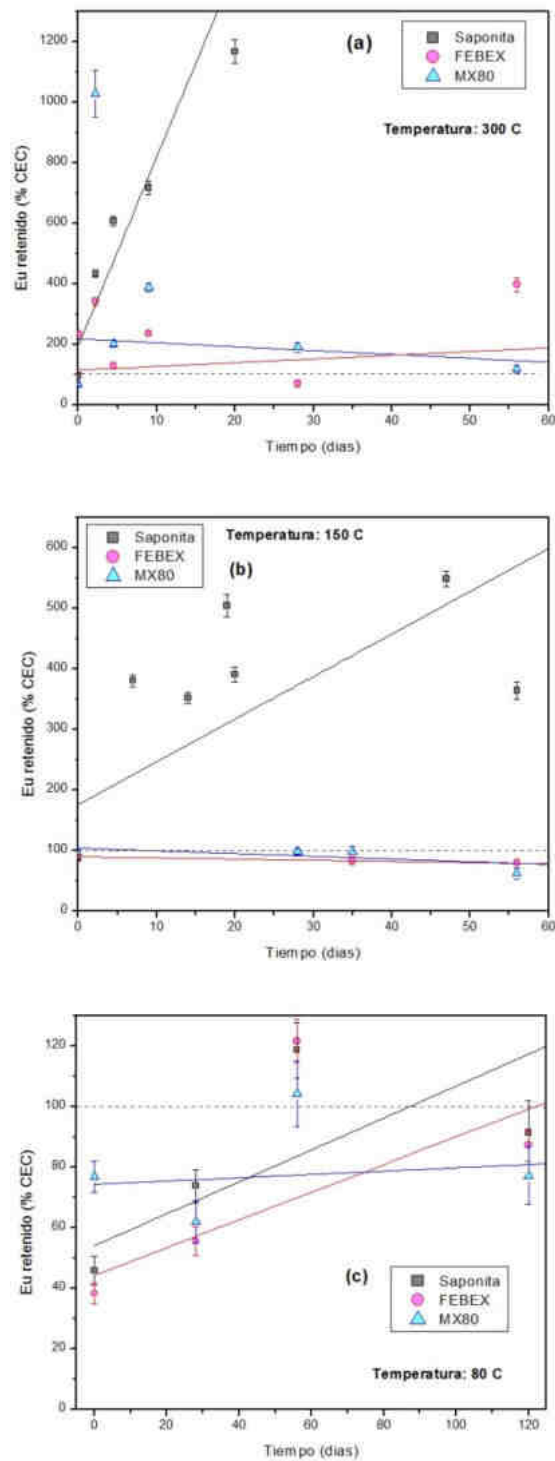 (a)
Saponita
FEBEX
MX80
Temperatura: 300 C
Eu retenido (% CEC)
1200
1000
800
600
400
200
0
0 10 20 30 40 50 60
Tiempo (dias)
Saponita
FEBEX
MX80
Temperatura: 150 C
(b)
Eu retenido (% CEC)
600
500
400
300
200
100
0
0 10 20 30 40 50 60
Tiempo (dias)
Eu retenido (% CEC)
120
100
80
60
40
20
0
(c)
Saponita
FEBEX
MX80
Temperatura: 80 C
0 20 40 60 80 100 120
Tiempo (dias)